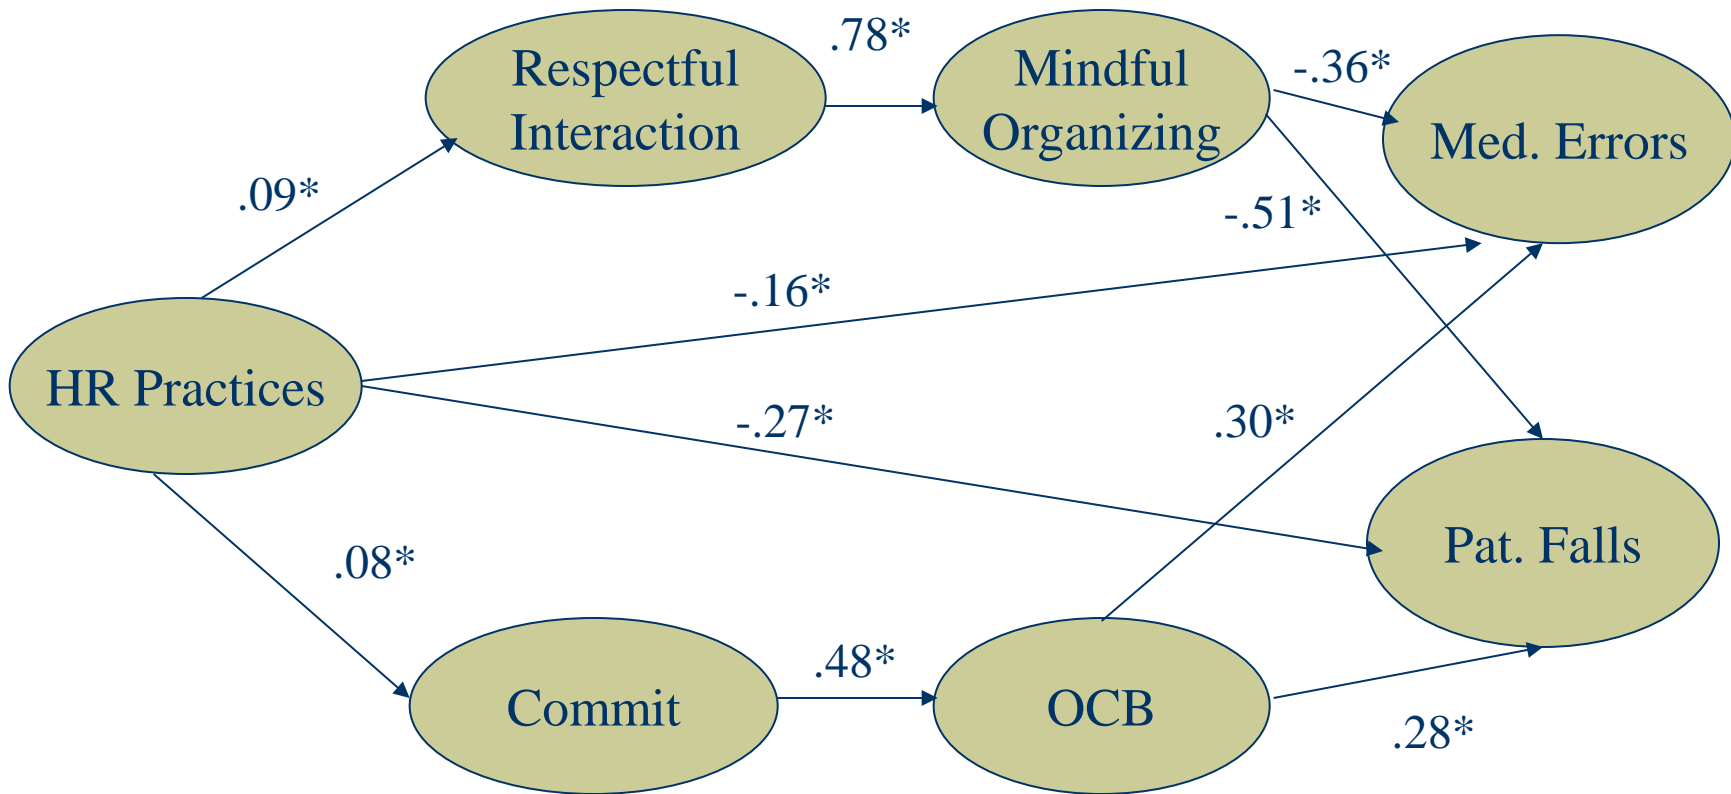 .78*
Respectful
Interaction
Mindful
Organizing
-.36*
Med. Errors
.09*
-.51*
-.16*
HR Practices
-.27*
.30*
Pat. Falls
.08*
.48*
Commit
OCB
.28*